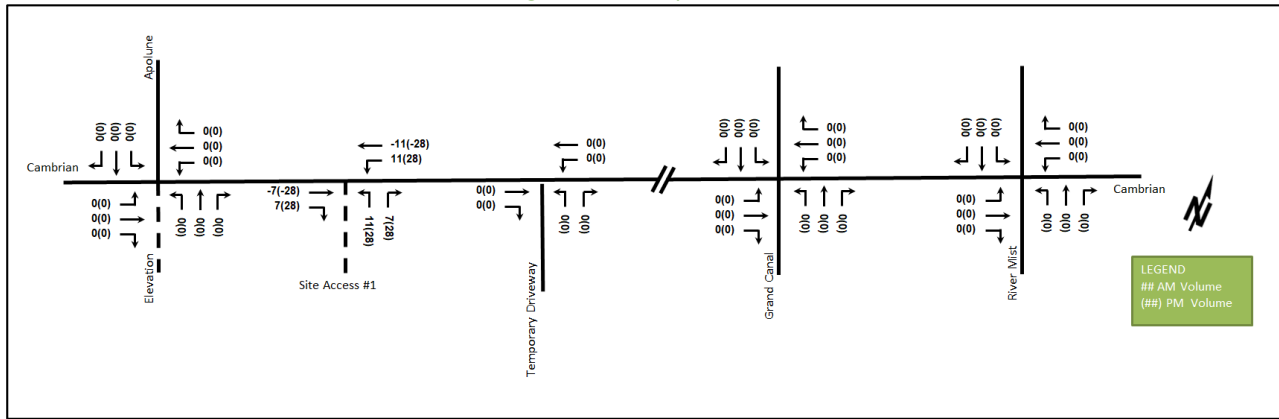 Apolune
0(0) 0(0) 0(0)
0(0)
0(0)
0(0)
Cambrian
0(0)
0(0)
0(0)
0(0) 0(0) 0(0)
Elevation
-11(-28)
11(28)
-7(-28)
7(28)
11(28)
7(28)
Site Access #1
0(0)
0(0)
0(0)
0(0)
0(0) 0(0)
Temporary Driveway
0(0) 0(0) 0(0)
0(0)
0(0)
0(0)
0(0)
0(0)
0(0)
0(0) 0(0) 0(0)
Grand Canal
0(0) 0(0) 0(0)
0(0)
0(0)
0(0)
Cambrian
0(0)
0(0)
0(0)
0(0) 0(0) 0(0)
River Mist
N
LEGEND
## AM Volume
(##) PM Volume